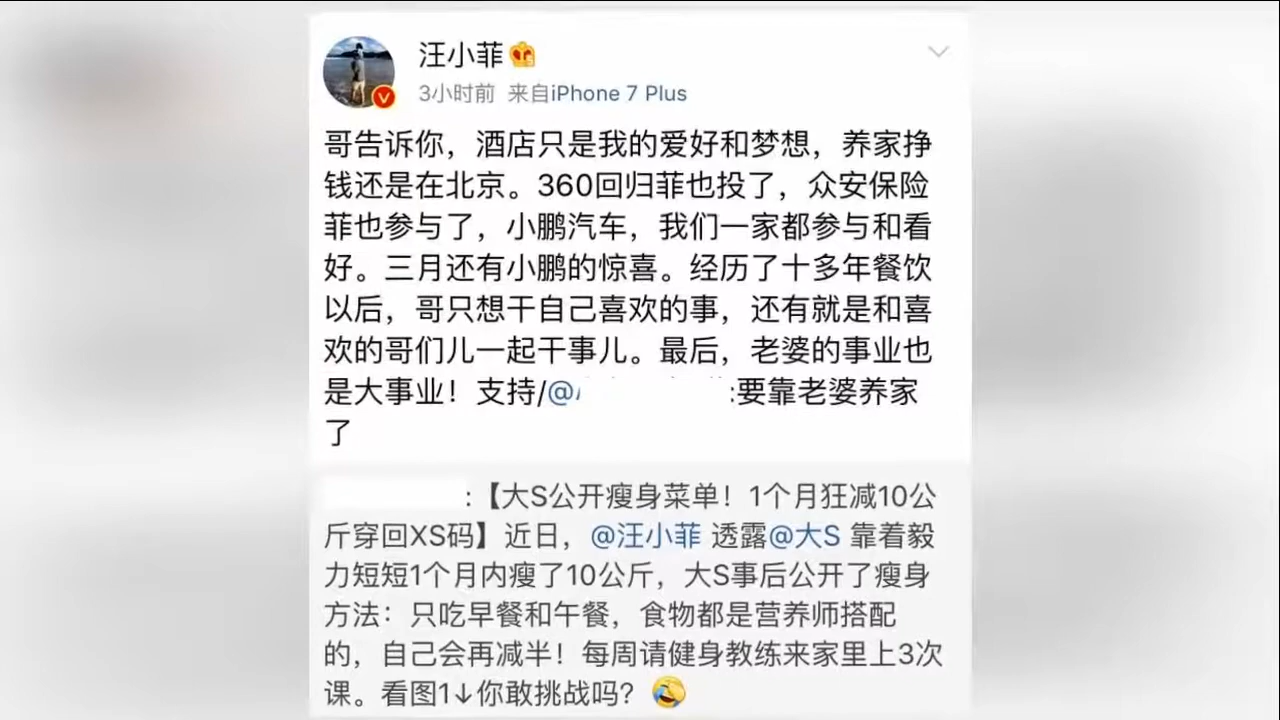 汪小菲
3小时前 来自iPhone 7 Plus
哥告诉你，酒店只是我的爱好和梦想，养家挣
钱还是在北京。360回归菲也投了，众安保险
菲也参与了，小鹏汽车，我们一家都参与和看
好。三月还有小鹏的惊喜。经历了十多年餐饮
以后，哥只想干自己喜欢的事，还有就是和喜
欢的哥们儿一起干事儿。最后，老婆的事业也
是大事业！支持/@ :要靠老婆养家
了
:【大S公开瘦身菜单！1个月狂减10公
斤穿回XS码】近日，@汪小菲 透露@大S 靠着毅
力短短1个月内瘦了10公斤，大S事后公开了瘦身
方法：只吃早餐和午餐，食物都是营养师搭配
的，自己会再减半！每周请健身教练来家里上3次
课。看图1↓你敢挑战吗？